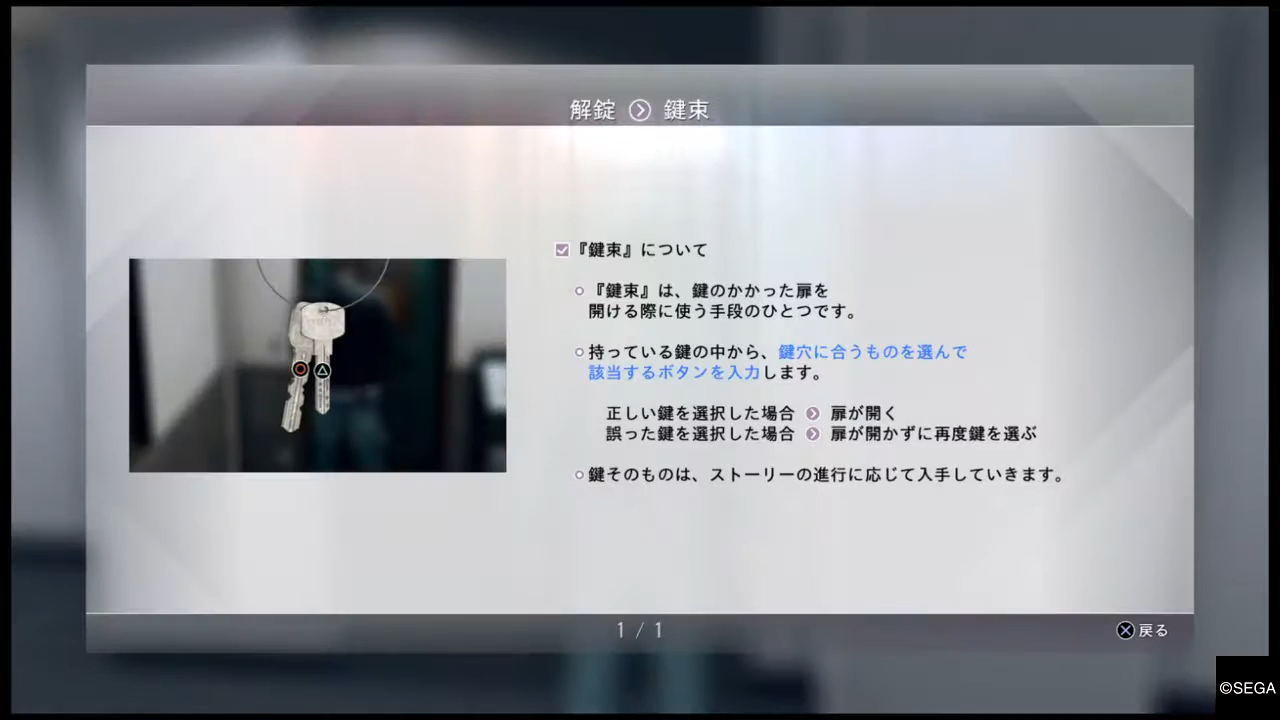 解錠 > 鍵束
『鍵束』について
『鍵束』は、鍵のかかった扉を
開ける際に使う手段のひとつです。
持っている鍵の中から、鍵穴に合うものを選んで
該当するボタンを入力します。
正しい鍵を選択した場合 > 扉が開く
誤った鍵を選択した場合 > 扉が開かずに再度鍵を選ぶ
鍵そのものは、ストーリーの進行に応じて入手していきます。
1 / 1
戻る
©SEGA